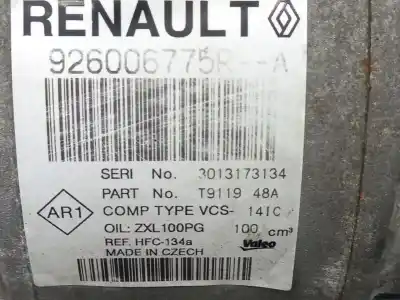 RENAULT
926006775R--A
SERI No. 3013173134
PART No. T9119 48A
AR1
COMP TYPE VCS- 141C
OIL: ZXL100PG 100 cm³
REF. HFC-134a
MADE IN CZECH
Valeo